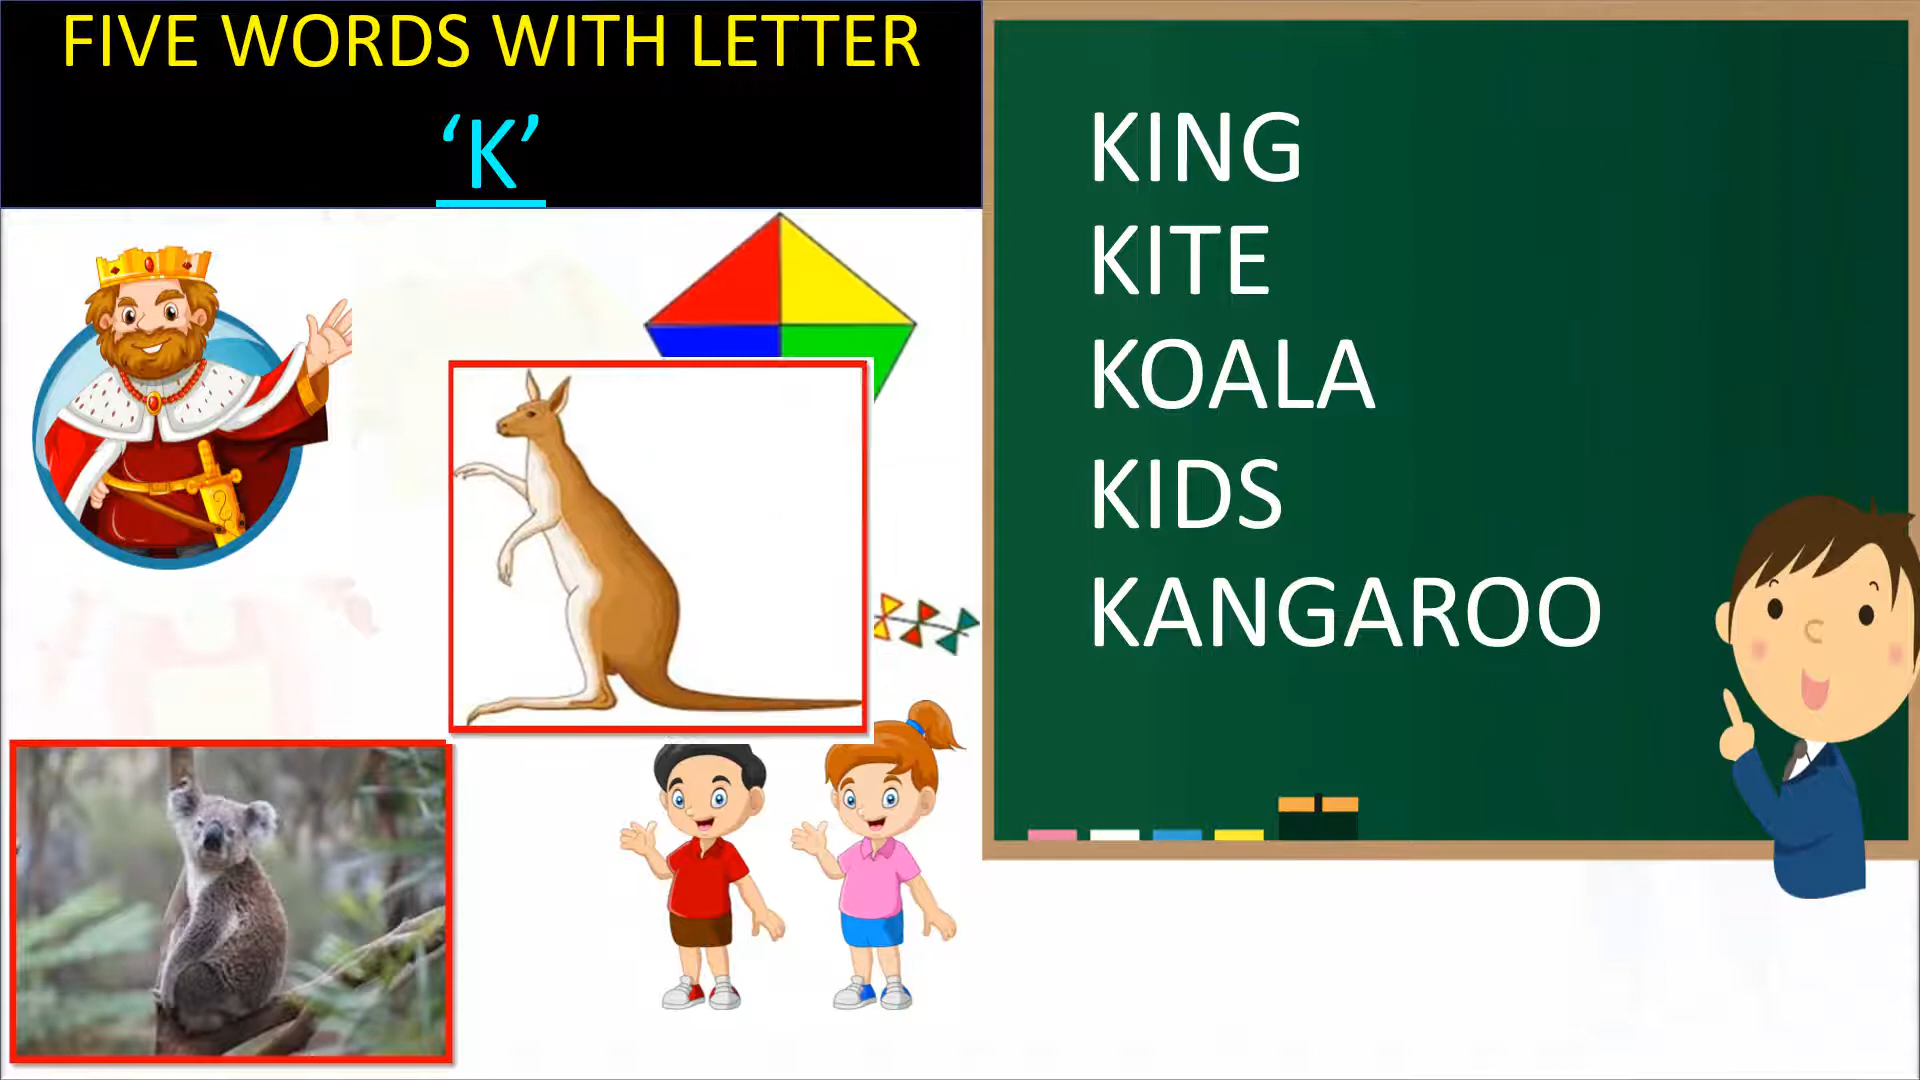 FIVE WORDS WITH LETTER
‘K’
KING
KITE
KOALA
KIDS
KANGAROO